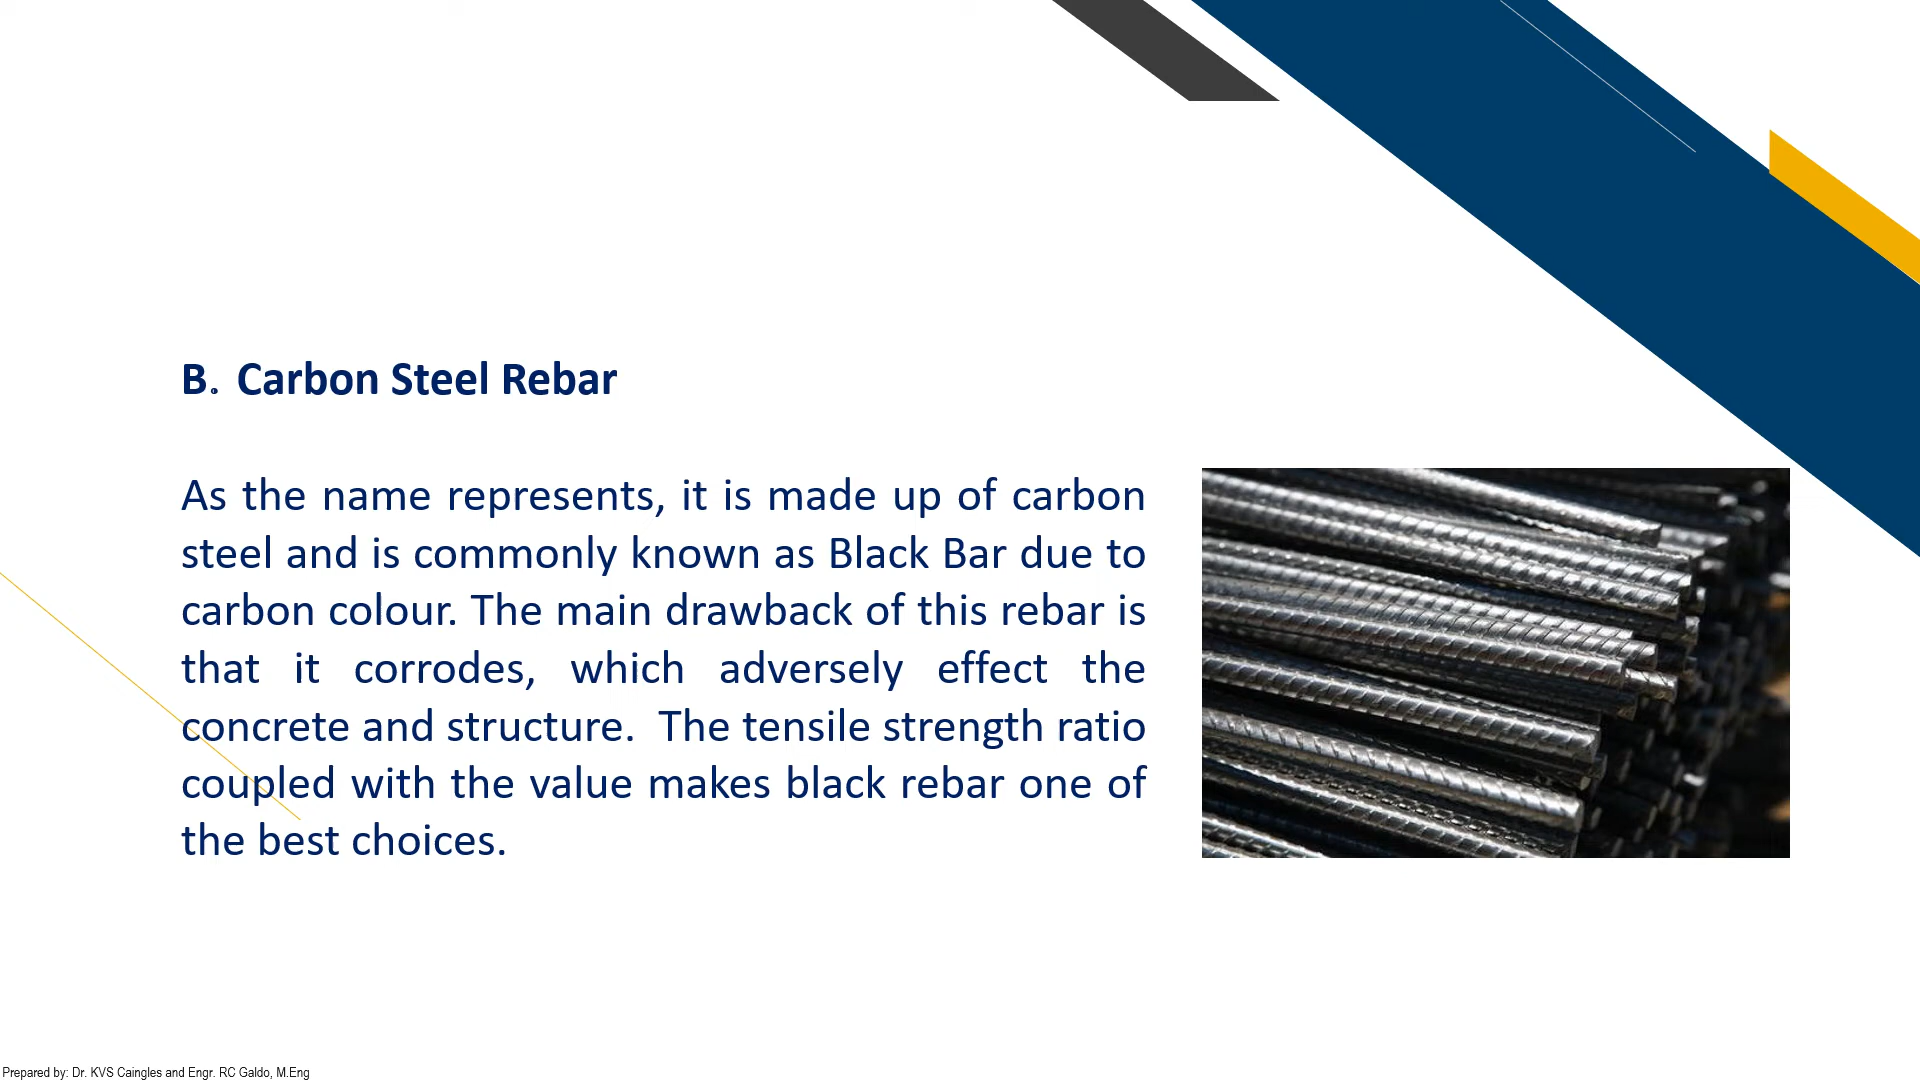 B. Carbon Steel Rebar
As the name represents, it is made up of carbon
steel and is commonly known as Black Bar due to
carbon colour. The main drawback of this rebar is
that it corrodes, which adversely effect the
concrete and structure.  The tensile strength ratio
coupled with the value makes black rebar one of
the best choices.
Prepared by: Dr. KVS Caingles and Engr. RC Galdo, M.Eng